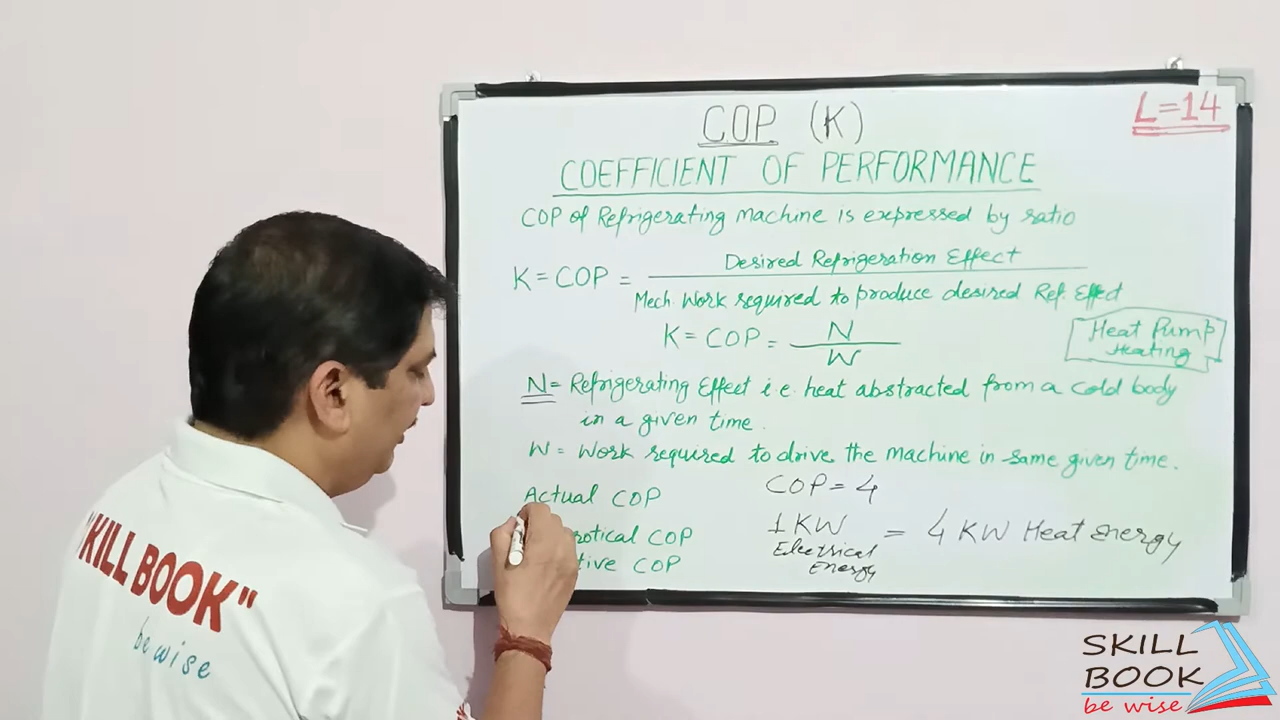 COP (K)
L=14
COEFFICIENT OF PERFORMANCE
COP of Refrigerating machine is expressed by ratio
K = COP = Desired Refrigeration Effect
Mech. Work required to produce desired Ref. Effect
K = COP = N
W
Heat Pump
Heating
N = Refrigerating Effect i.e. heat abstracted from a cold body
in a given time.
W = Work required to drive the machine in same given time.
Actual COP
COP = 4
COP
1 KW = 4 KW Heat Energy
Electrical
Energy
COP
"SKILL BOOK"
be wise
SKILL
BOOK
be wise